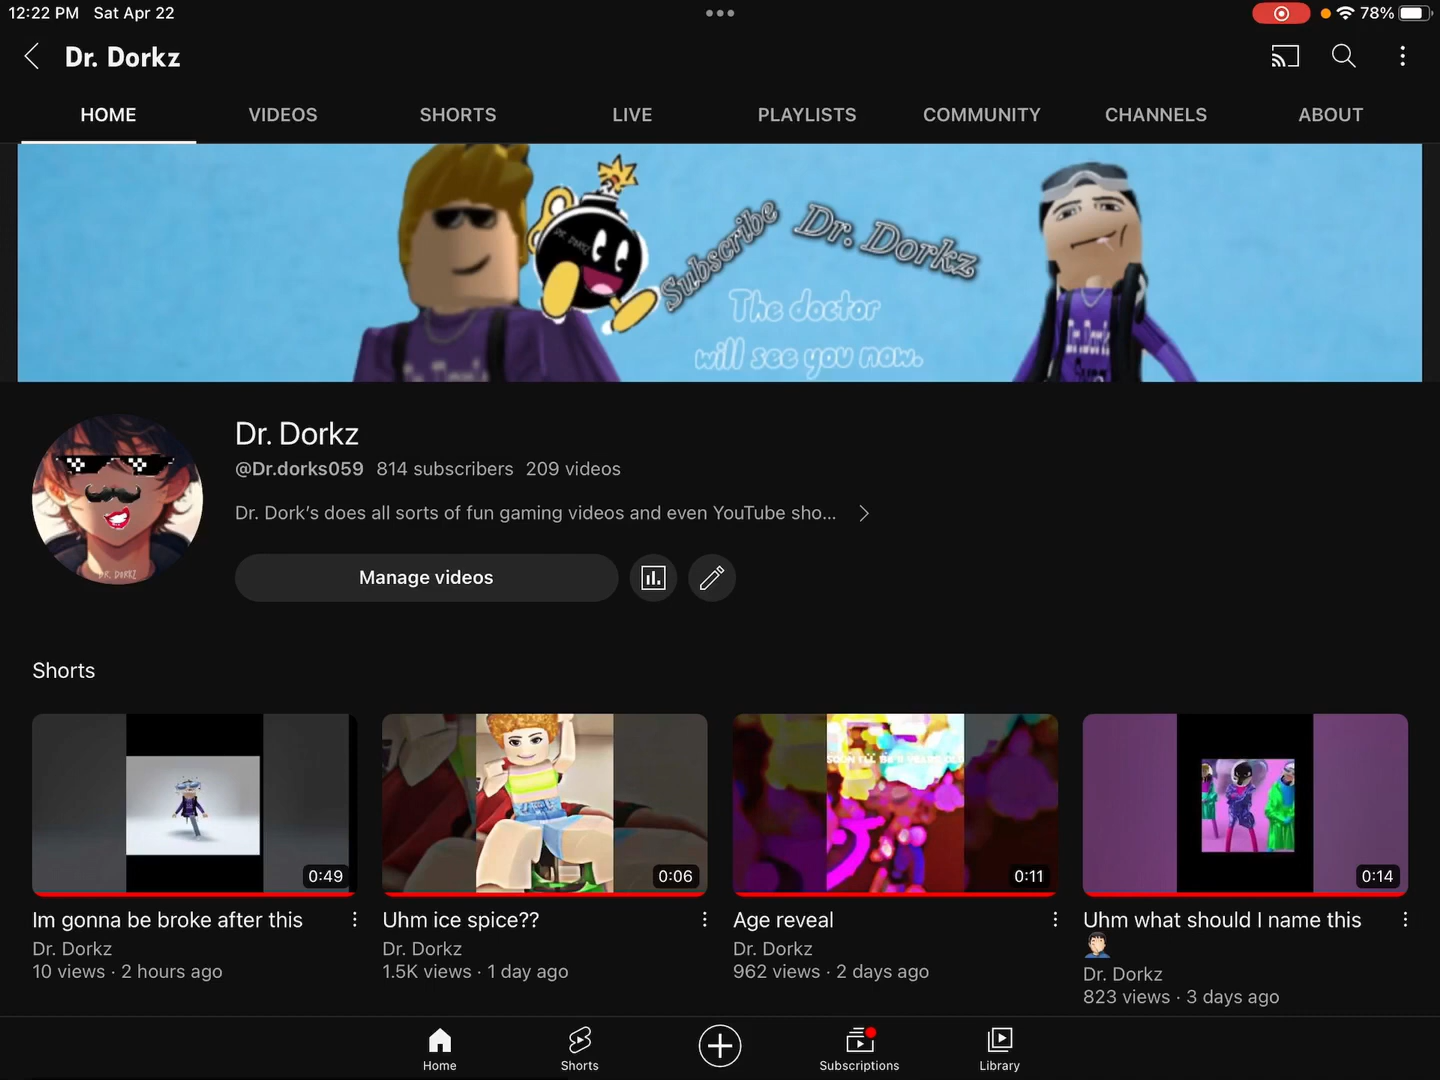 12:22 PM Sat Apr 22
78%
Dr. Dorkz
HOME VIDEOS SHORTS LIVE PLAYLISTS COMMUNITY CHANNELS ABOUT
DR. DORKZ
Subscribe Dr. Dorkz
The doctor
will see you now.
Dr. Dorkz
@Dr.dorks059 814 subscribers 209 videos
Dr. Dork’s does all sorts of fun gaming videos and even YouTube sho...
DR. DORKZ
Manage videos
Shorts
0:49
0:06
0:11
0:14
Im gonna be broke after this
Dr. Dorkz
10 views · 2 hours ago
Uhm ice spice??
Dr. Dorkz
1.5K views · 1 day ago
Age reveal
Dr. Dorkz
962 views · 2 days ago
Uhm what should I name this
Dr. Dorkz
823 views · 3 days ago
Home Shorts Subscriptions Library